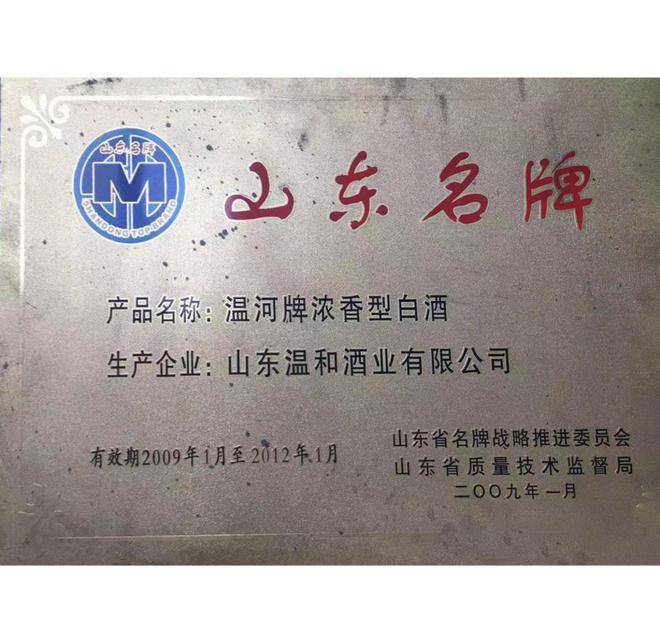 山东名牌
M
SHANDONG TOP BRAND
山东名牌
产品名称：温河牌浓香型白酒
生产企业：山东温和酒业有限公司
有效期2009年1月至2012年1月
山东省名牌战略推进委员会
山东省质量技术监督局
二〇〇九年一月